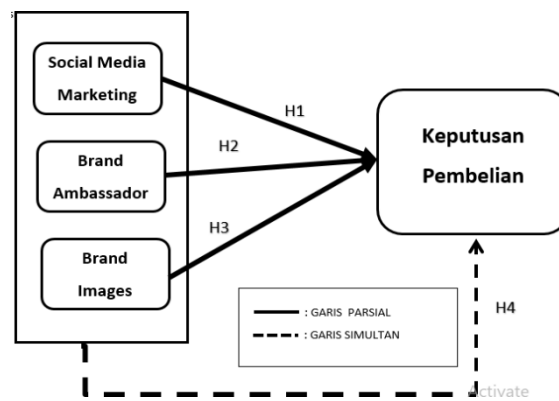 Social Media
Marketing
H1
H2
Brand
Ambassador
Keputusan
Pembelian
H3
Brand
Images
: GARIS PARSIAL
: GARIS SIMULTAN
H4
Activate